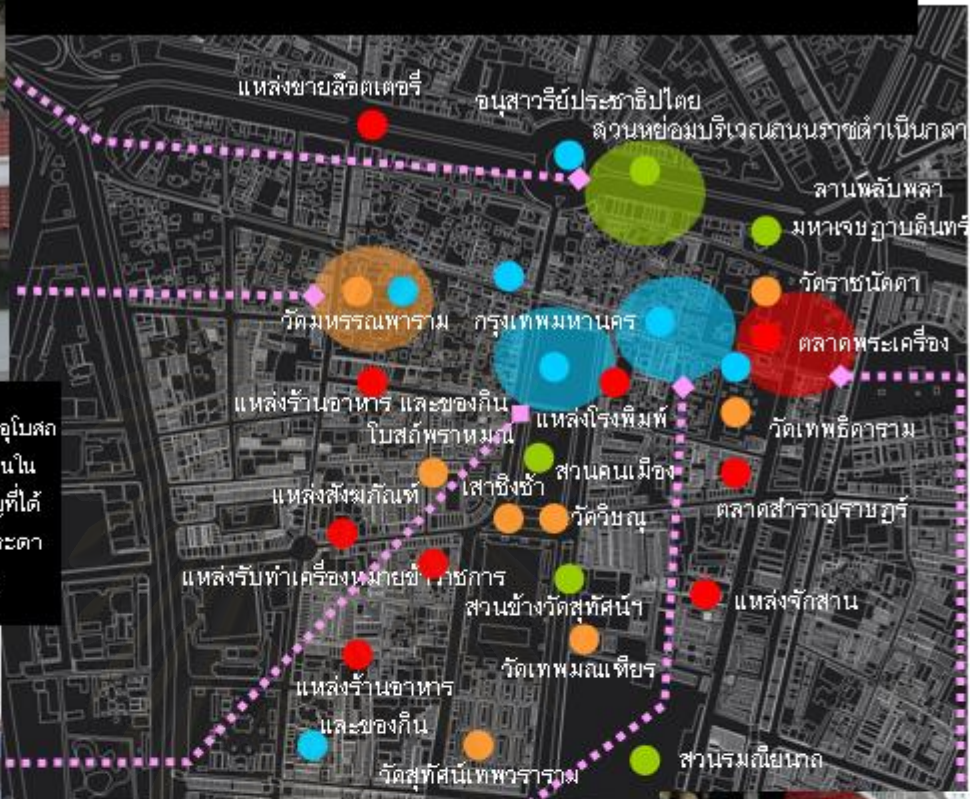 แหล่งขายล็อตเตอรี่
อนุสาวรีย์ประชาธิปไตย
ส่วนหย่อมบริเวณถนนราชดำเนินกลา
ลานพลับพลา
มหาเจษฎาบดินทร์
วัดราชนัดดา
วัดมหรรณพาราม
กรุงเทพมหานคร
ตลาดพระเครื่อง
แหล่งร้านอาหาร และของกิน
แหล่งโรงพิมพ์
วัดเทพธิดาราม
โบสถ์พราหมณ์
อุโบสถ
นใน
ที่ได้
ระดา
สวนคนเมือง
แหล่งสังฆภัณฑ์
เสาชิงช้า
วัดวิษณุ
ตลาดสำราญราษฎร์
แหล่งรับทำเครื่องหมายข้าราชการ
สวนข้างวัดสุทัศน์ฯ
แหล่งจักสาน
วัดเทพมณเฑียร
แหล่งร้านอาหาร
และของกิน
วัดสุทัศน์เทพวราราม
สวนรมณียนาถ